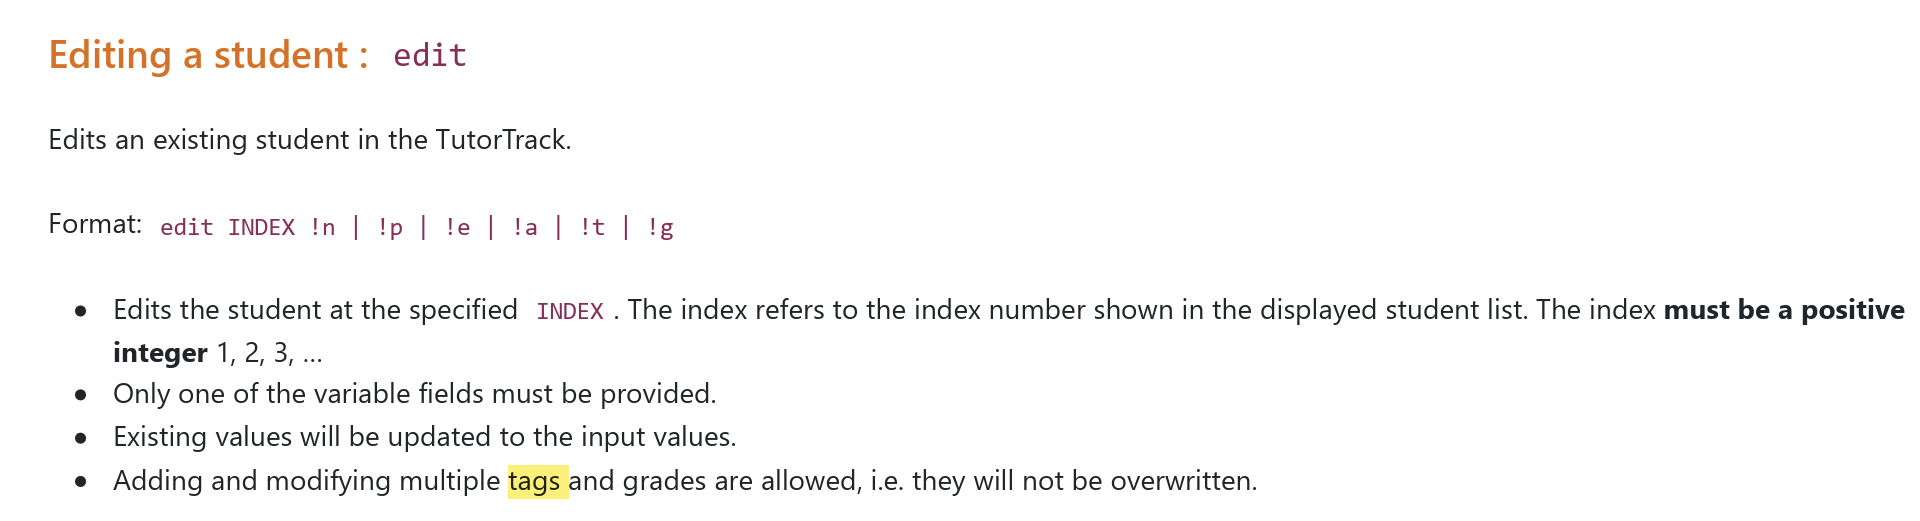 Editing a student : edit
Edits an existing student in the TutorTrack.
Format: edit INDEX !n | !p | !e | !a | !t | !g
● Edits the student at the specified INDEX . The index refers to the index number shown in the displayed student list. The index must be a positive
integer 1, 2, 3, ...
● Only one of the variable fields must be provided.
● Existing values will be updated to the input values.
● Adding and modifying multiple tags and grades are allowed, i.e. they will not be overwritten.